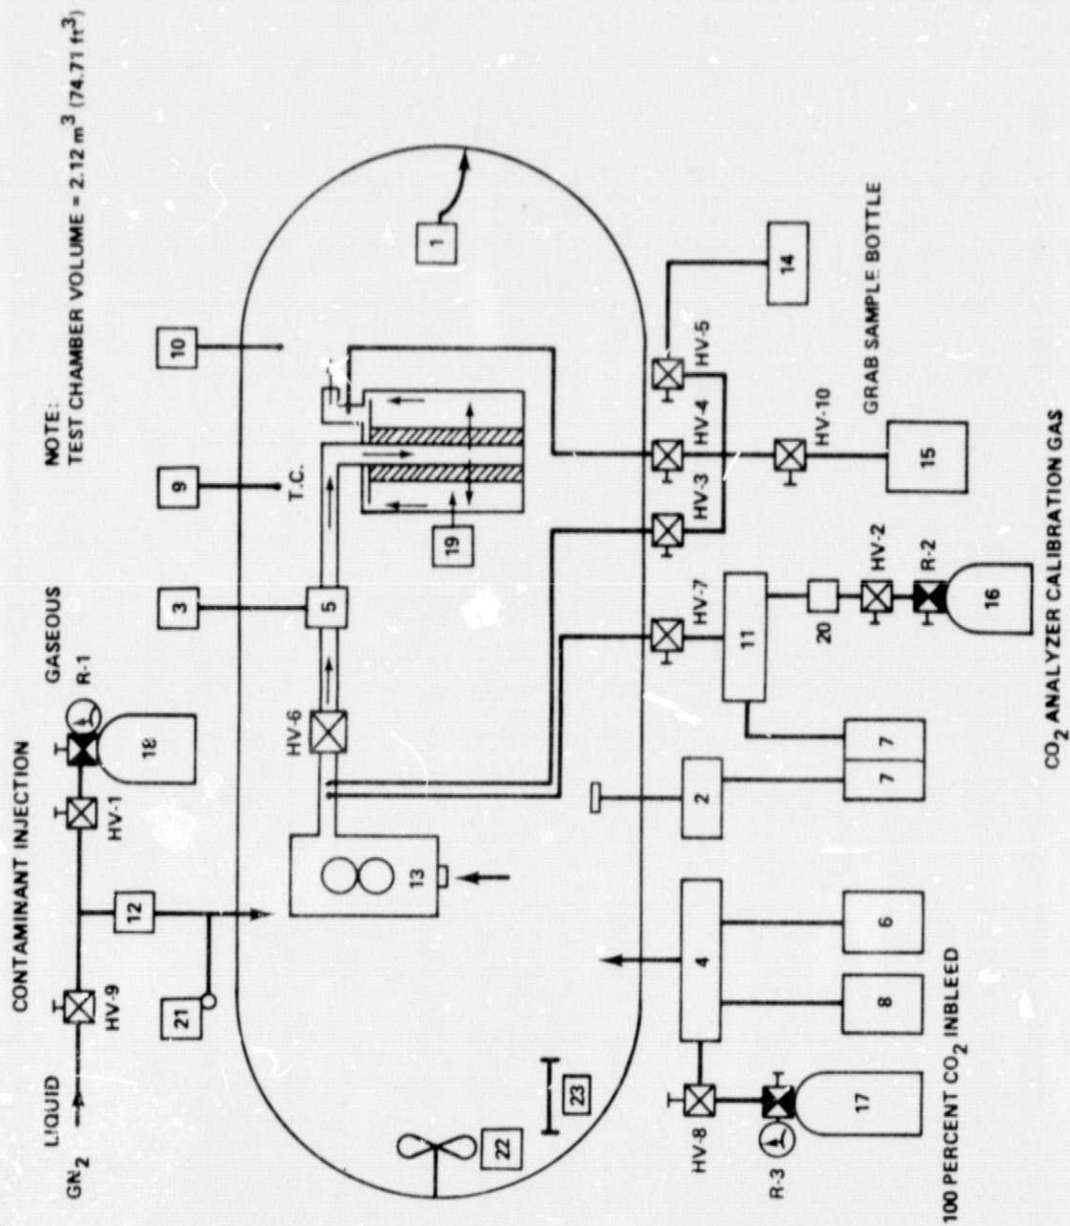 NOTE:
TEST CHAMBER VOLUME = 2.12 m³ (74.71 ft³)
CONTAMINANT INJECTION
GASEOUS
R-1
LIQUID
GN₂
HV-9
HV-1
18
12
21
3
9
10
T.C.
HV-6
5
19
1
13
22
23
HV-7
HV-3
HV-4
HV-5
14
HV-10
GRAB SAMPLE BOTTLE
15
11
20
HV-2
R-2
16
CO₂ ANALYZER CALIBRATION GAS
2
7
7
4
6
8
HV-8
R-3
17
100 PERCENT CO₂ INBLEED